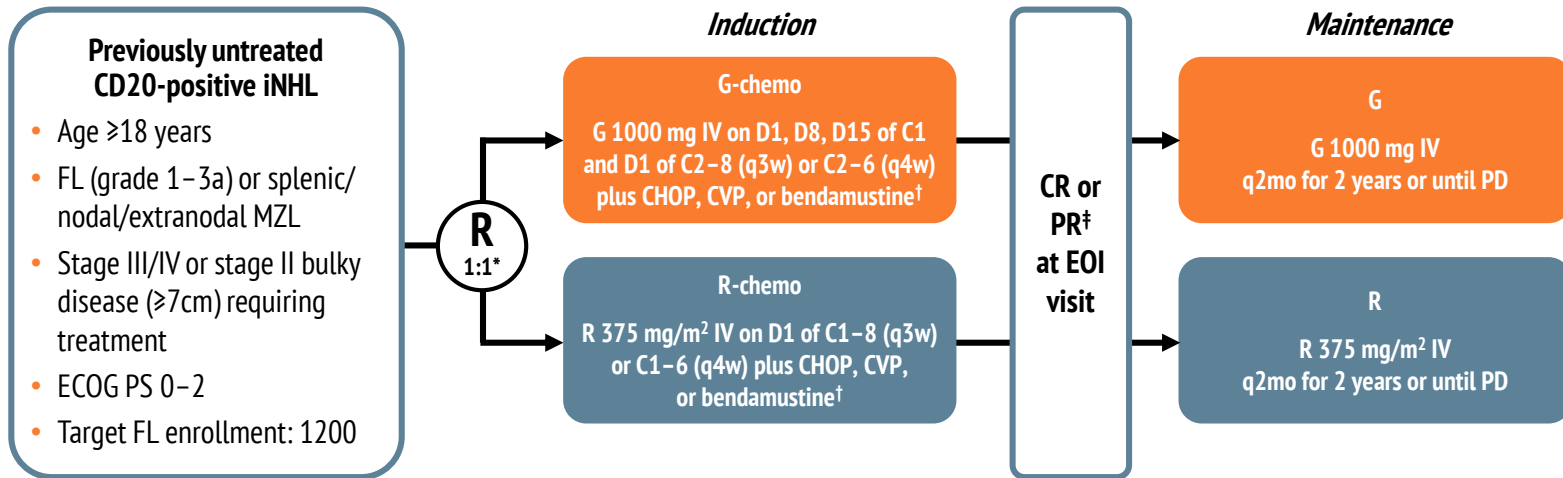 Previously untreated
CD20-positive iNHL
• Age ≥18 years
• FL (grade 1–3a) or splenic/
nodal/extranodal MZL
• Stage III/IV or stage II bulky
disease (≥7cm) requiring
treatment
• ECOG PS 0–2
• Target FL enrollment: 1200
R
1:1*
Induction
G-chemo
G 1000 mg IV on D1, D8, D15 of C1
and D1 of C2–8 (q3w) or C2–6 (q4w)
plus CHOP, CVP, or bendamustine†
R-chemo
R 375 mg/m² IV on D1 of C1–8 (q3w)
or C1–6 (q4w) plus CHOP, CVP,
or bendamustine†
CR or
PR‡
at EOI
visit
Maintenance
G
G 1000 mg IV
q2mo for 2 years or until PD
R
R 375 mg/m² IV
q2mo for 2 years or until PD